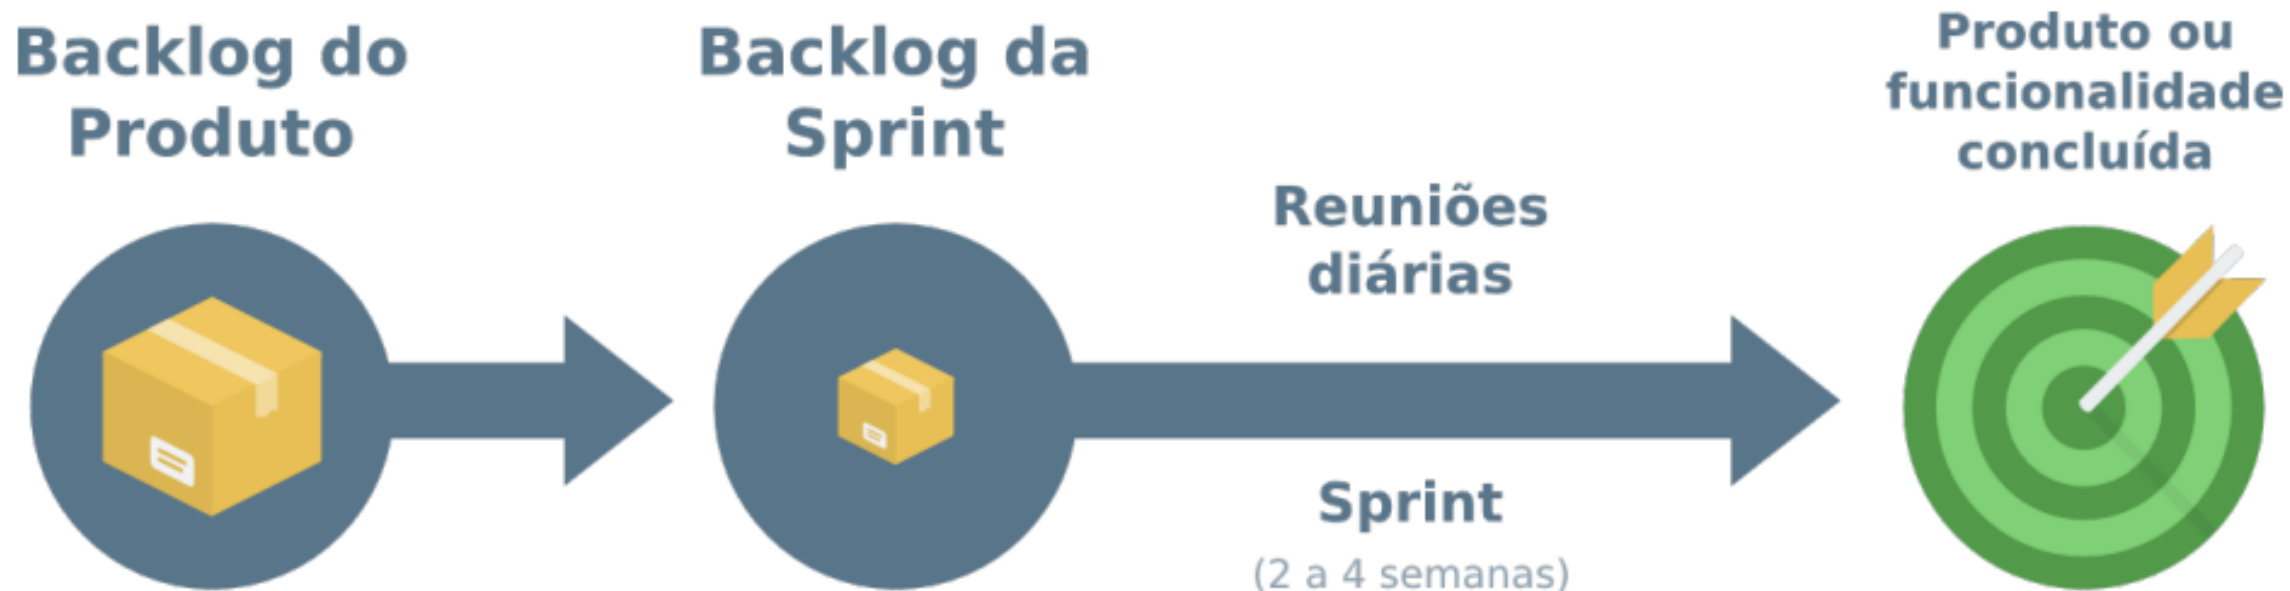 Backlog do
Produto
Backlog da
Sprint
Reuniões
diárias
Sprint
(2 a 4 semanas)
Produto ou
funcionalidade
concluída